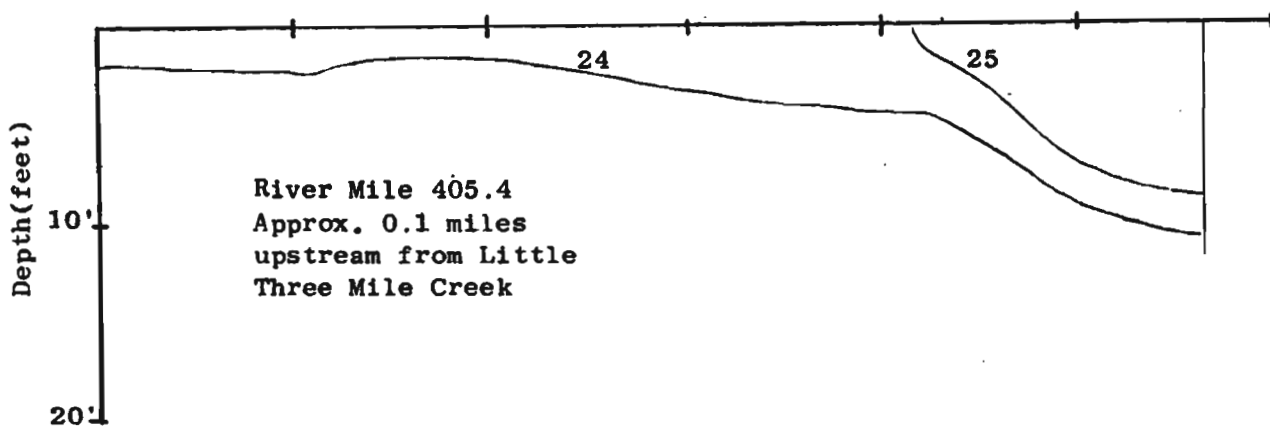 24
25
Depth(feet)
10'
20'
River Mile 405.4
Approx. 0.1 miles
upstream from Little
Three Mile Creek